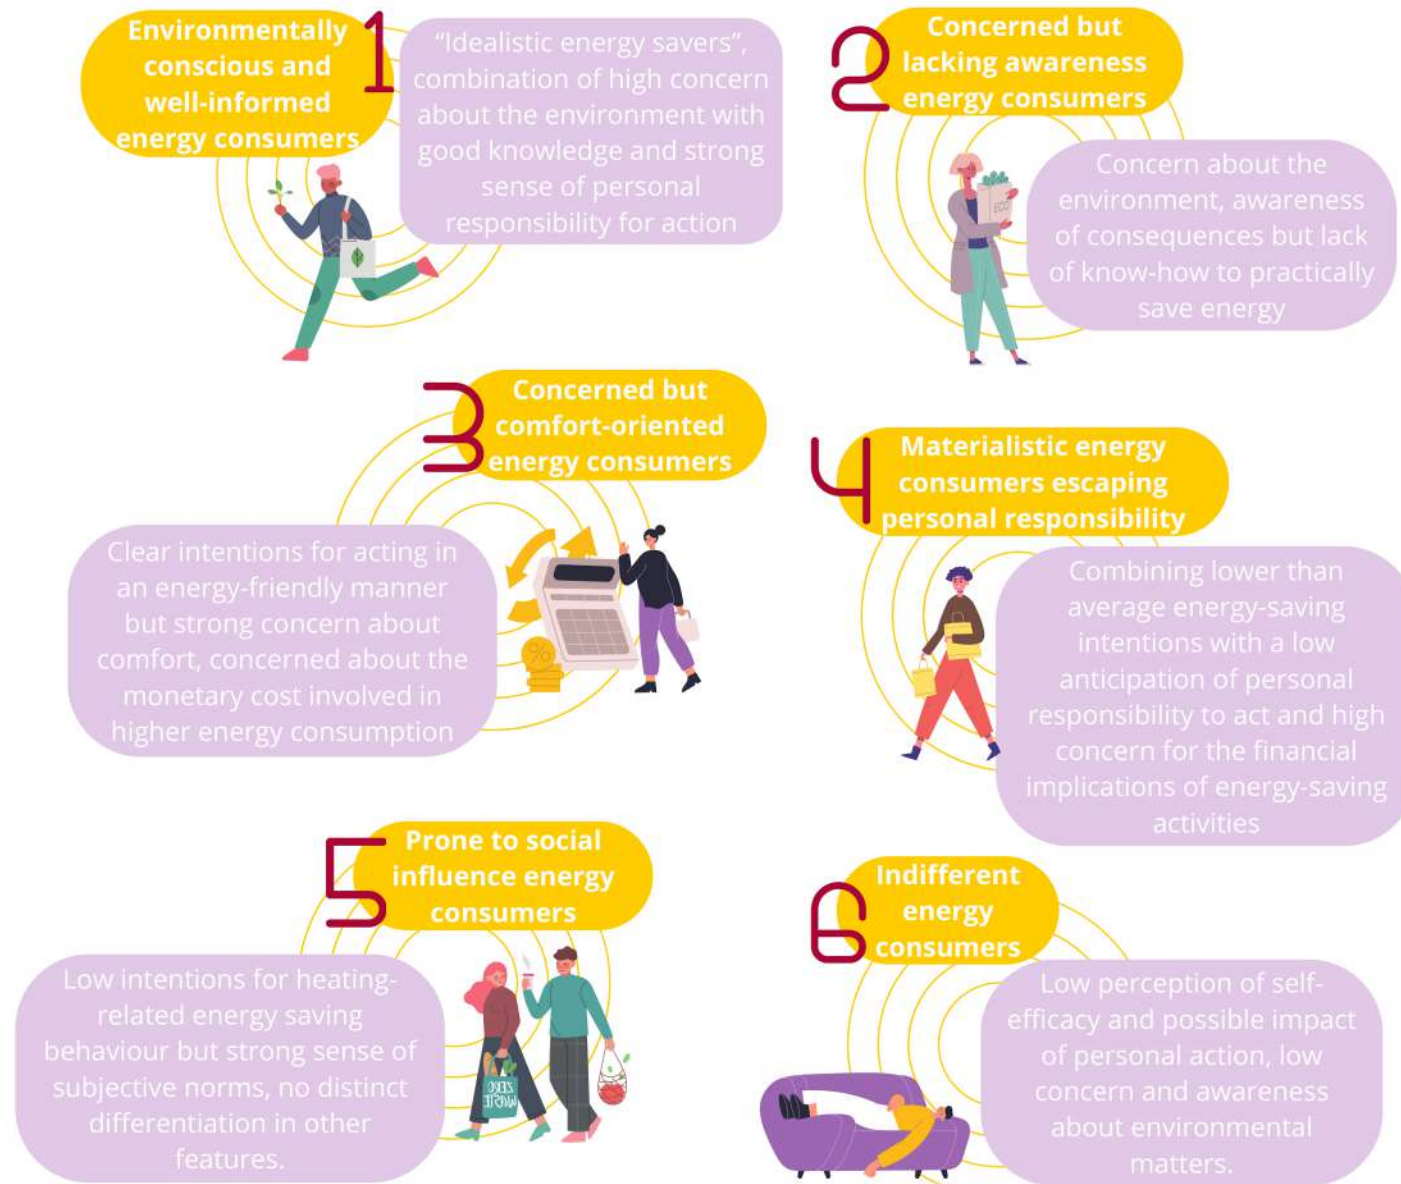 1
Environmentally
conscious and
well-informed
energy consumers
“Idealistic energy savers”,
combination of high concern
about the environment with
good knowledge and strong
sense of personal
responsibility for action
2
Concerned but
lacking awareness
energy consumers
ECO
Concern about the
environment, awareness
of consequences but lack
of know-how to practically
save energy
3
Concerned but
comfort-oriented
energy consumers
Clear intentions for acting in
an energy-friendly manner
but strong concern about
comfort, concerned about the
monetary cost involved in
higher energy consumption
%
4
Materialistic energy
consumers escaping
personal responsibility
Combining lower than
average energy-saving
intentions with a low
anticipation of personal
responsibility to act and high
concern for the financial
implications of energy-saving
activities
5
Prone to social
influence energy
consumers
Low intentions for heating-
related energy saving
behaviour but strong sense of
subjective norms, no distinct
differentiation in other
features.
ZERO
WASTE
6
Indifferent
energy
consumers
Low perception of self-
efficacy and possible impact
of personal action, low
concern and awareness
about environmental
matters.